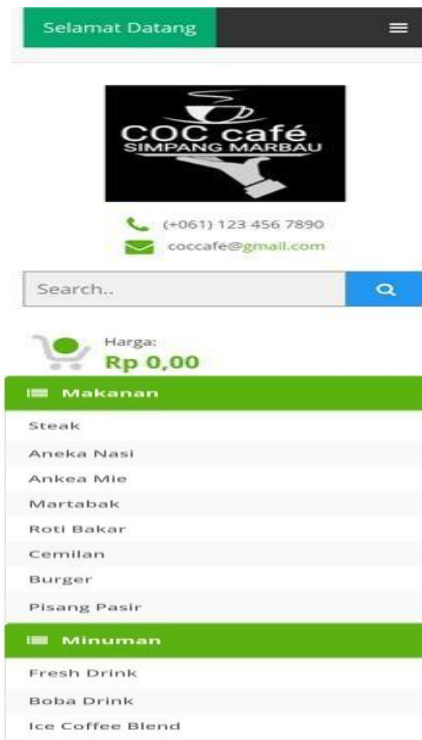 Selamat Datang
COC café
SIMPANG MARBAU
(+061) 123 456 7890
coccafe@gmail.com
Search..
Harga:
Rp 0,00
Makanan
Steak
Aneka Nasi
Ankea Mie
Martabak
Roti Bakar
Cemilan
Burger
Pisang Pasir
Minuman
Fresh Drink
Boba Drink
Ice Coffee Blend